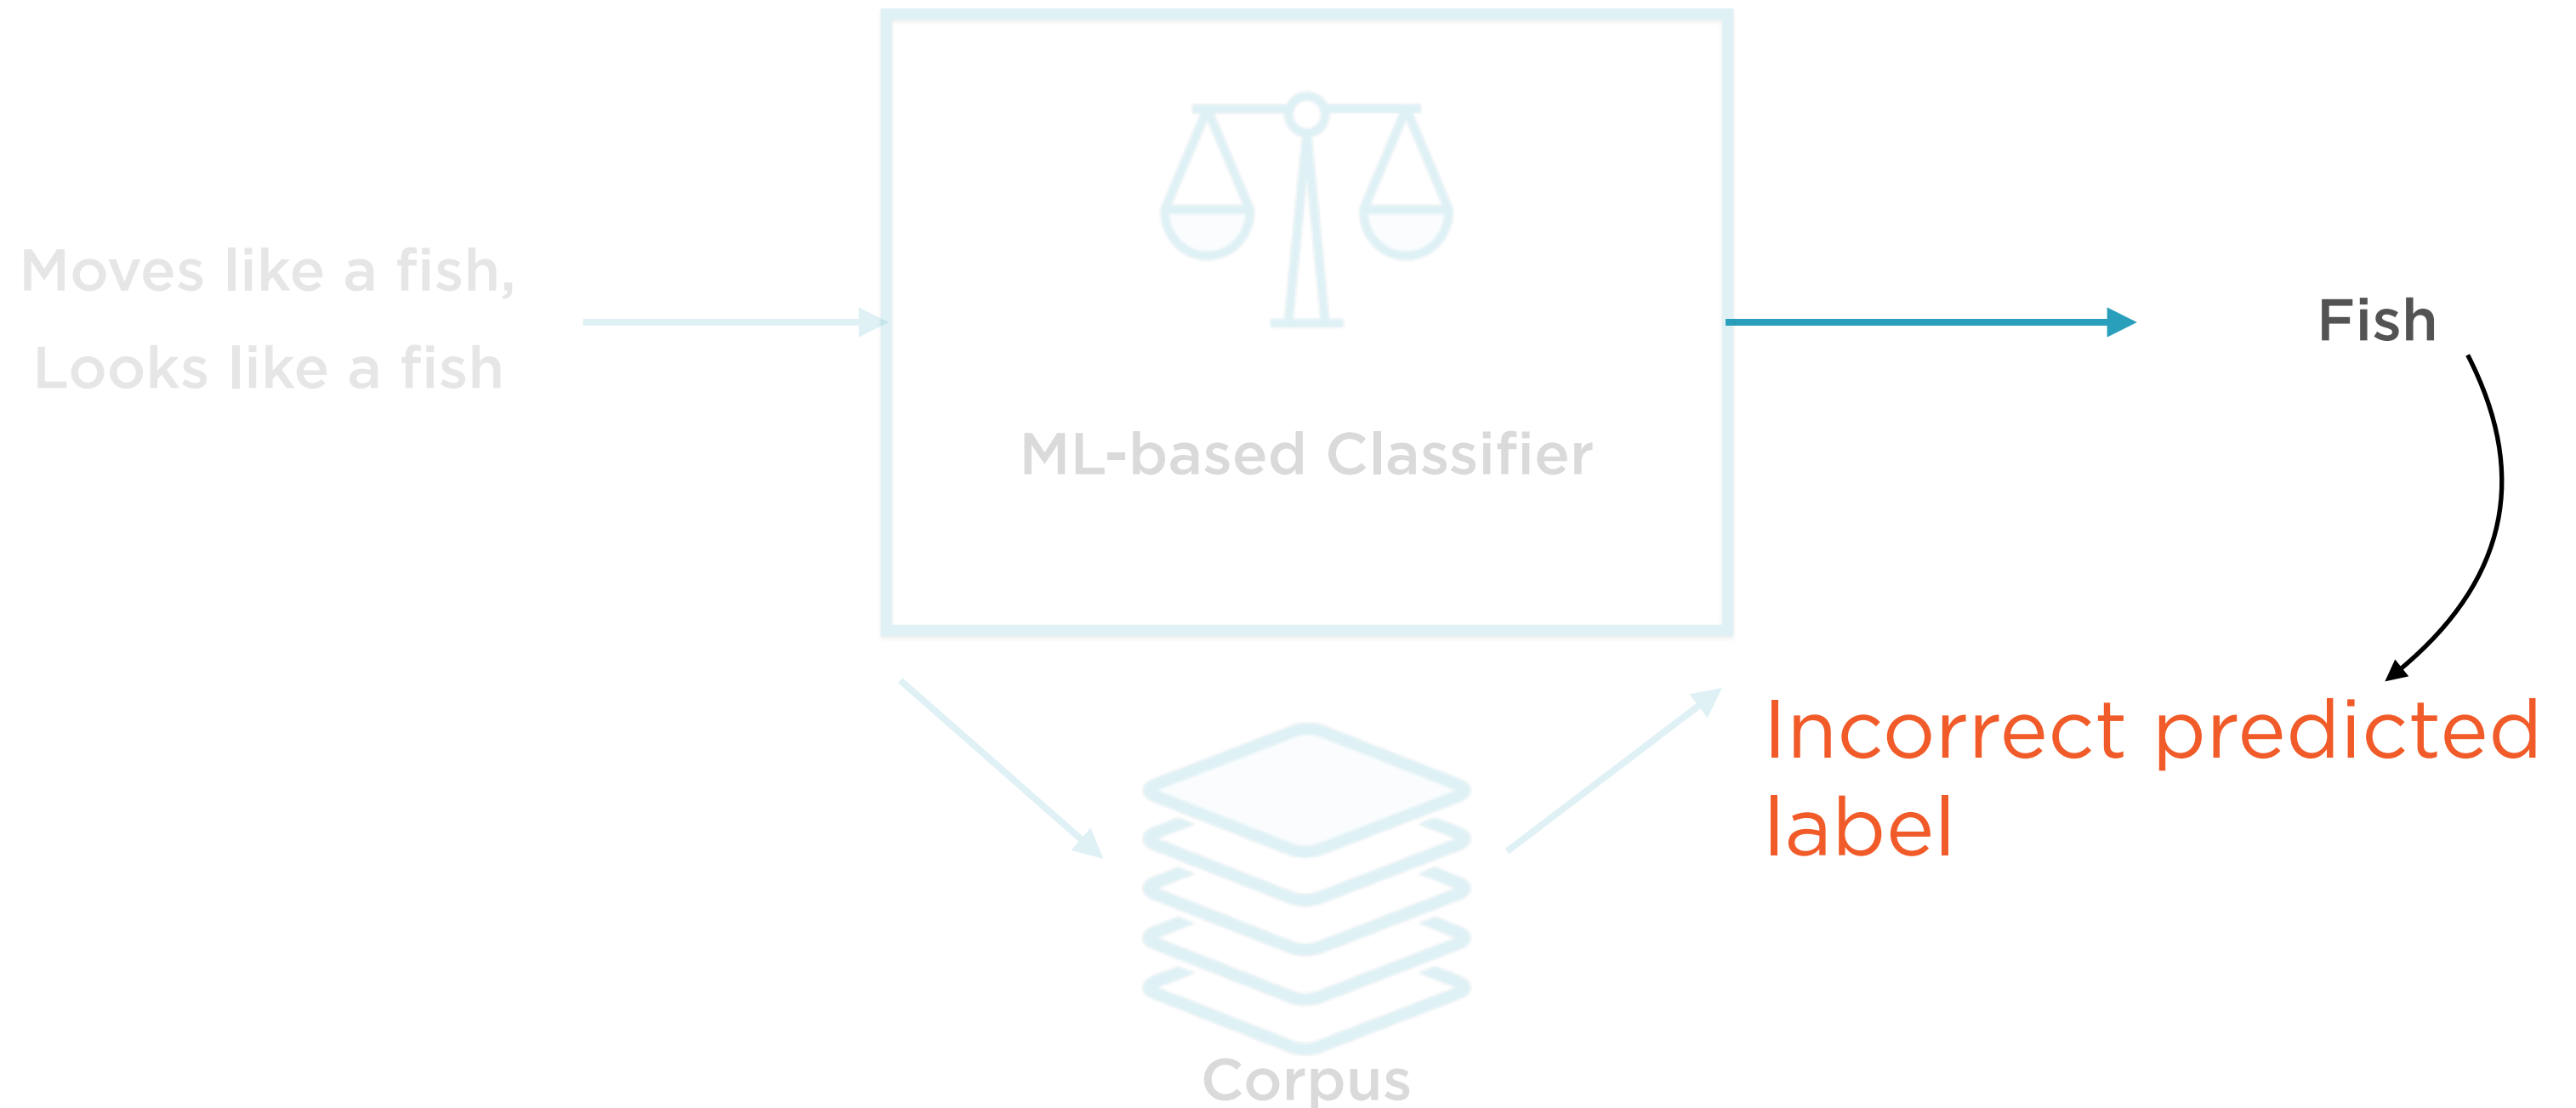 Moves like a fish,
Looks like a fish
ML-based Classifier
Fish
Incorrect predicted
label
Corpus